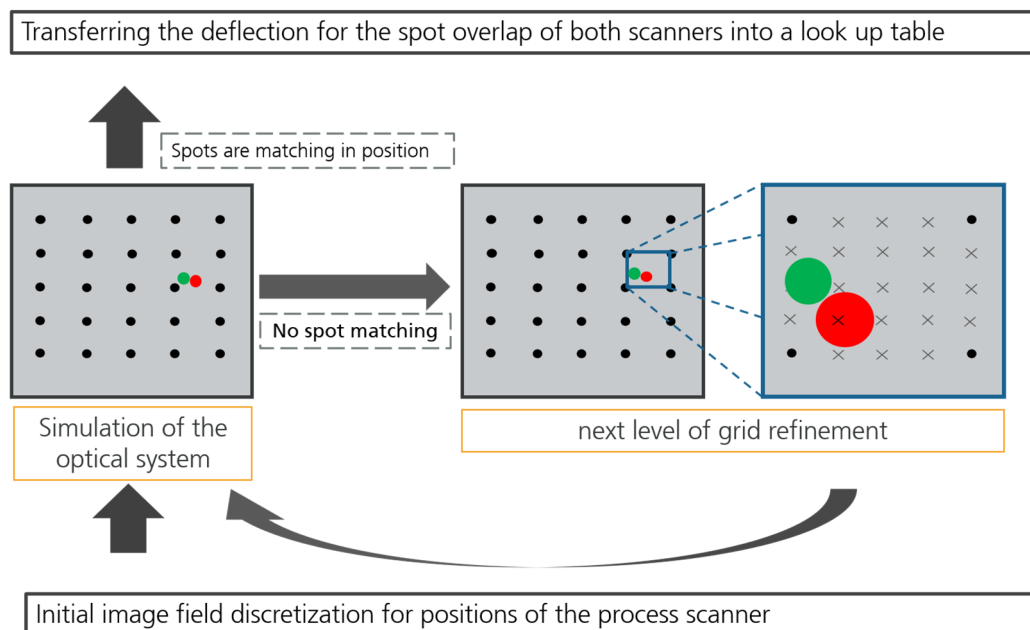 Transferring the deflection for the spot overlap of both scanners into a look up table
Spots are matching in position
No spot matching
Simulation of the
optical system
next level of grid refinement
Initial image field discretization for positions of the process scanner